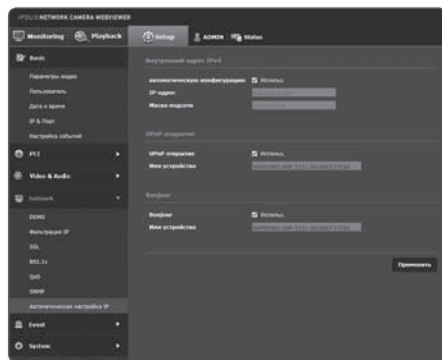 iPOLiS NETWORK CAMERA WEBVIEWER
Monitoring
Playback
Setup
ADMIN
Status
Basic
Параметры видео
Пользователь
Дата и время
IP & Порт
Настройка событий
PTZ
Video & Audio
Network
DDNS
Фильтрация IP
SSL
802.1x
QoS
SNMP
Автоматическая настройка IP
Event
System
Внутренний адрес IPv4
автоматическую конфигурацию
Использ.
IP-адрес
Маска подсети
UPnP открытие
UPnP открытие
Использ.
Имя устройства
Bonjour
Bonjour
Использ.
Имя устройства
Применить